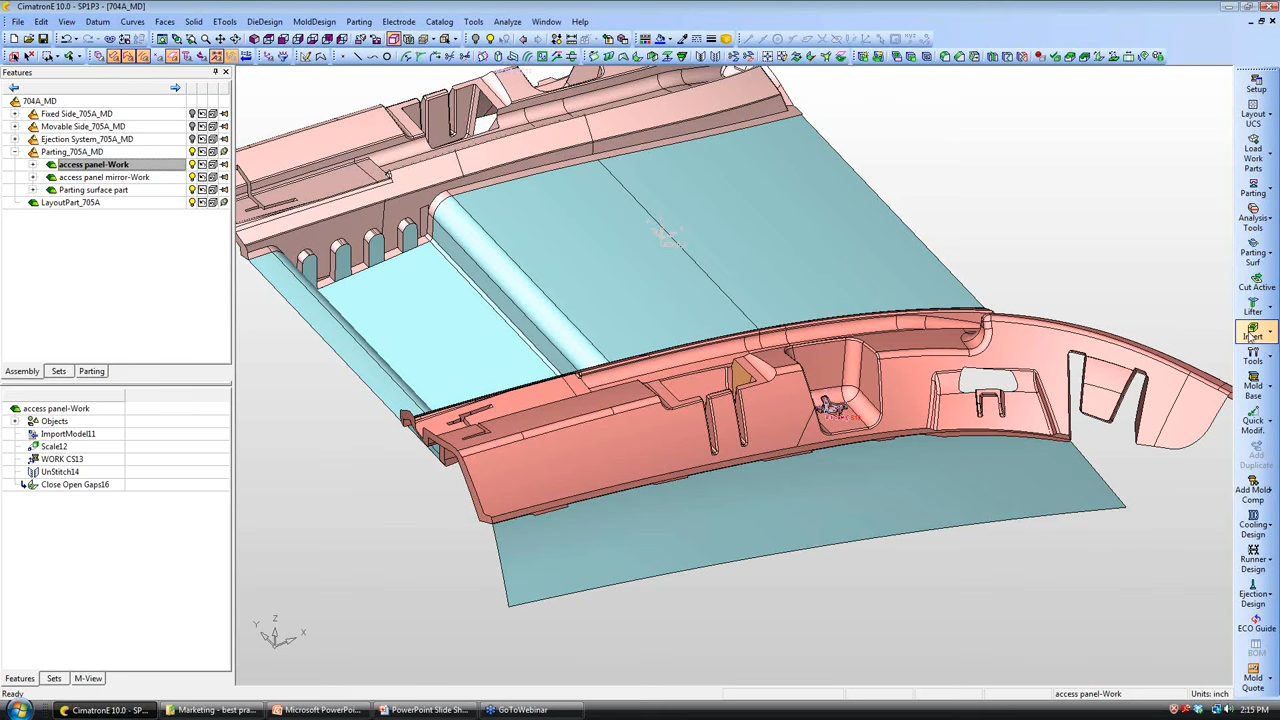 CimatronE 10.0 - SP1P3 - [704A_MD]
File Edit View Datum Curves Faces Solid ETools DieDesign MoldDesign Parting Electrode Catalog Tools Analyze Window Help
Features
704A_MD
Fixed Side_705A_MD
Movable Side_705A_MD
Ejection System_705A_MD
Parting_705A_MD
access panel-Work
access panel mirror-Work
Parting surface part
LayoutPart_705A
Assembly Sets Parting
access panel-Work
Objects
ImportModel11
Scale12
WORK CS13
UnStitch14
Close Open Gaps16
Features Sets M-View
Z
Y
X
Setup
Layout
UCS
Load
Work
Parts
Parting
Analysis
Tools
Parting
Surf
Cut Active
Lifter
Insert
Tools
Mold
Base
Quick
Modif.
Add
Duplicate
Add Mold
Comp
Cooling
Design
Runner
Design
Ejection
Design
ECO Guide
BOM
Mold
Quote
Ready access panel-Work Units: inch
CimatronE 10.0 - SP... Marketing - best pra... Microsoft PowerPoi... PowerPoint Slide Sh... GoToWebinar 2:15 PM